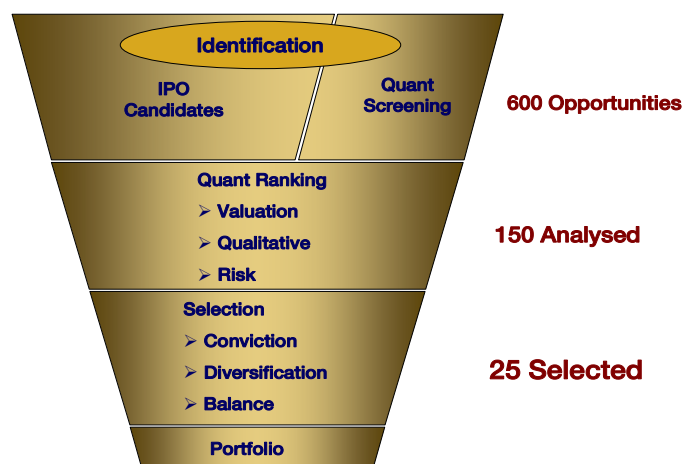 Identification
IPO
Candidates
Quant
Screening
600 Opportunities
Quant Ranking
➢ Valuation
➢ Qualitative
➢ Risk
150 Analysed
Selection
➢ Conviction
➢ Diversification
➢ Balance
25 Selected
Portfolio